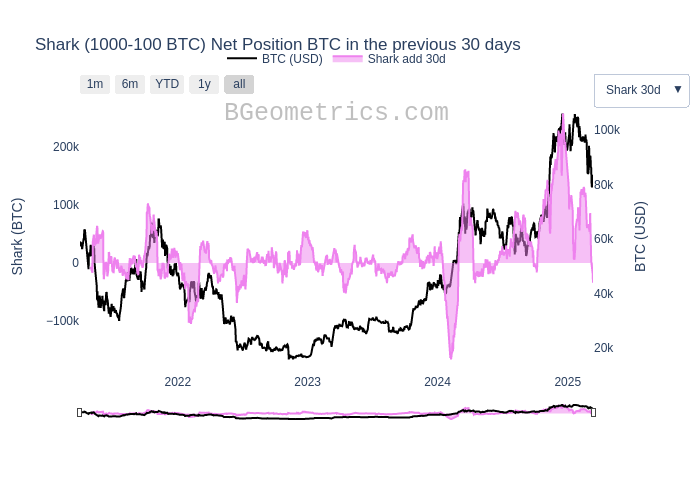 Shark (1000-100 BTC) Net Position BTC in the previous 30 days
BTC (USD) Shark add 30d
1m 6m YTD 1y all
Shark 30d ▼
BGeometrics.com
200k
100k
0
−100k
Shark (BTC)
100k
80k
60k
40k
20k
BTC (USD)
2022 2023 2024 2025